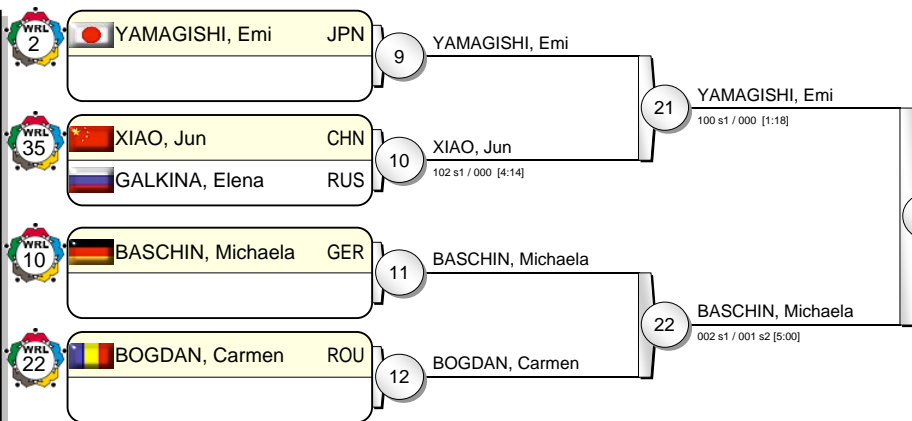 WRL
2
YAMAGISHI, Emi JPN
9
YAMAGISHI, Emi
WRL
35
XIAO, Jun CHN
GALKINA, Elena RUS
10
XIAO, Jun
102 s1 / 000 [4:14]
21
YAMAGISHI, Emi
100 s1 / 000 [1:18]
WRL
10
BASCHIN, Michaela GER
11
BASCHIN, Michaela
WRL
22
BOGDAN, Carmen ROU
12
BOGDAN, Carmen
22
BASCHIN, Michaela
002 s1 / 001 s2 [5:00]